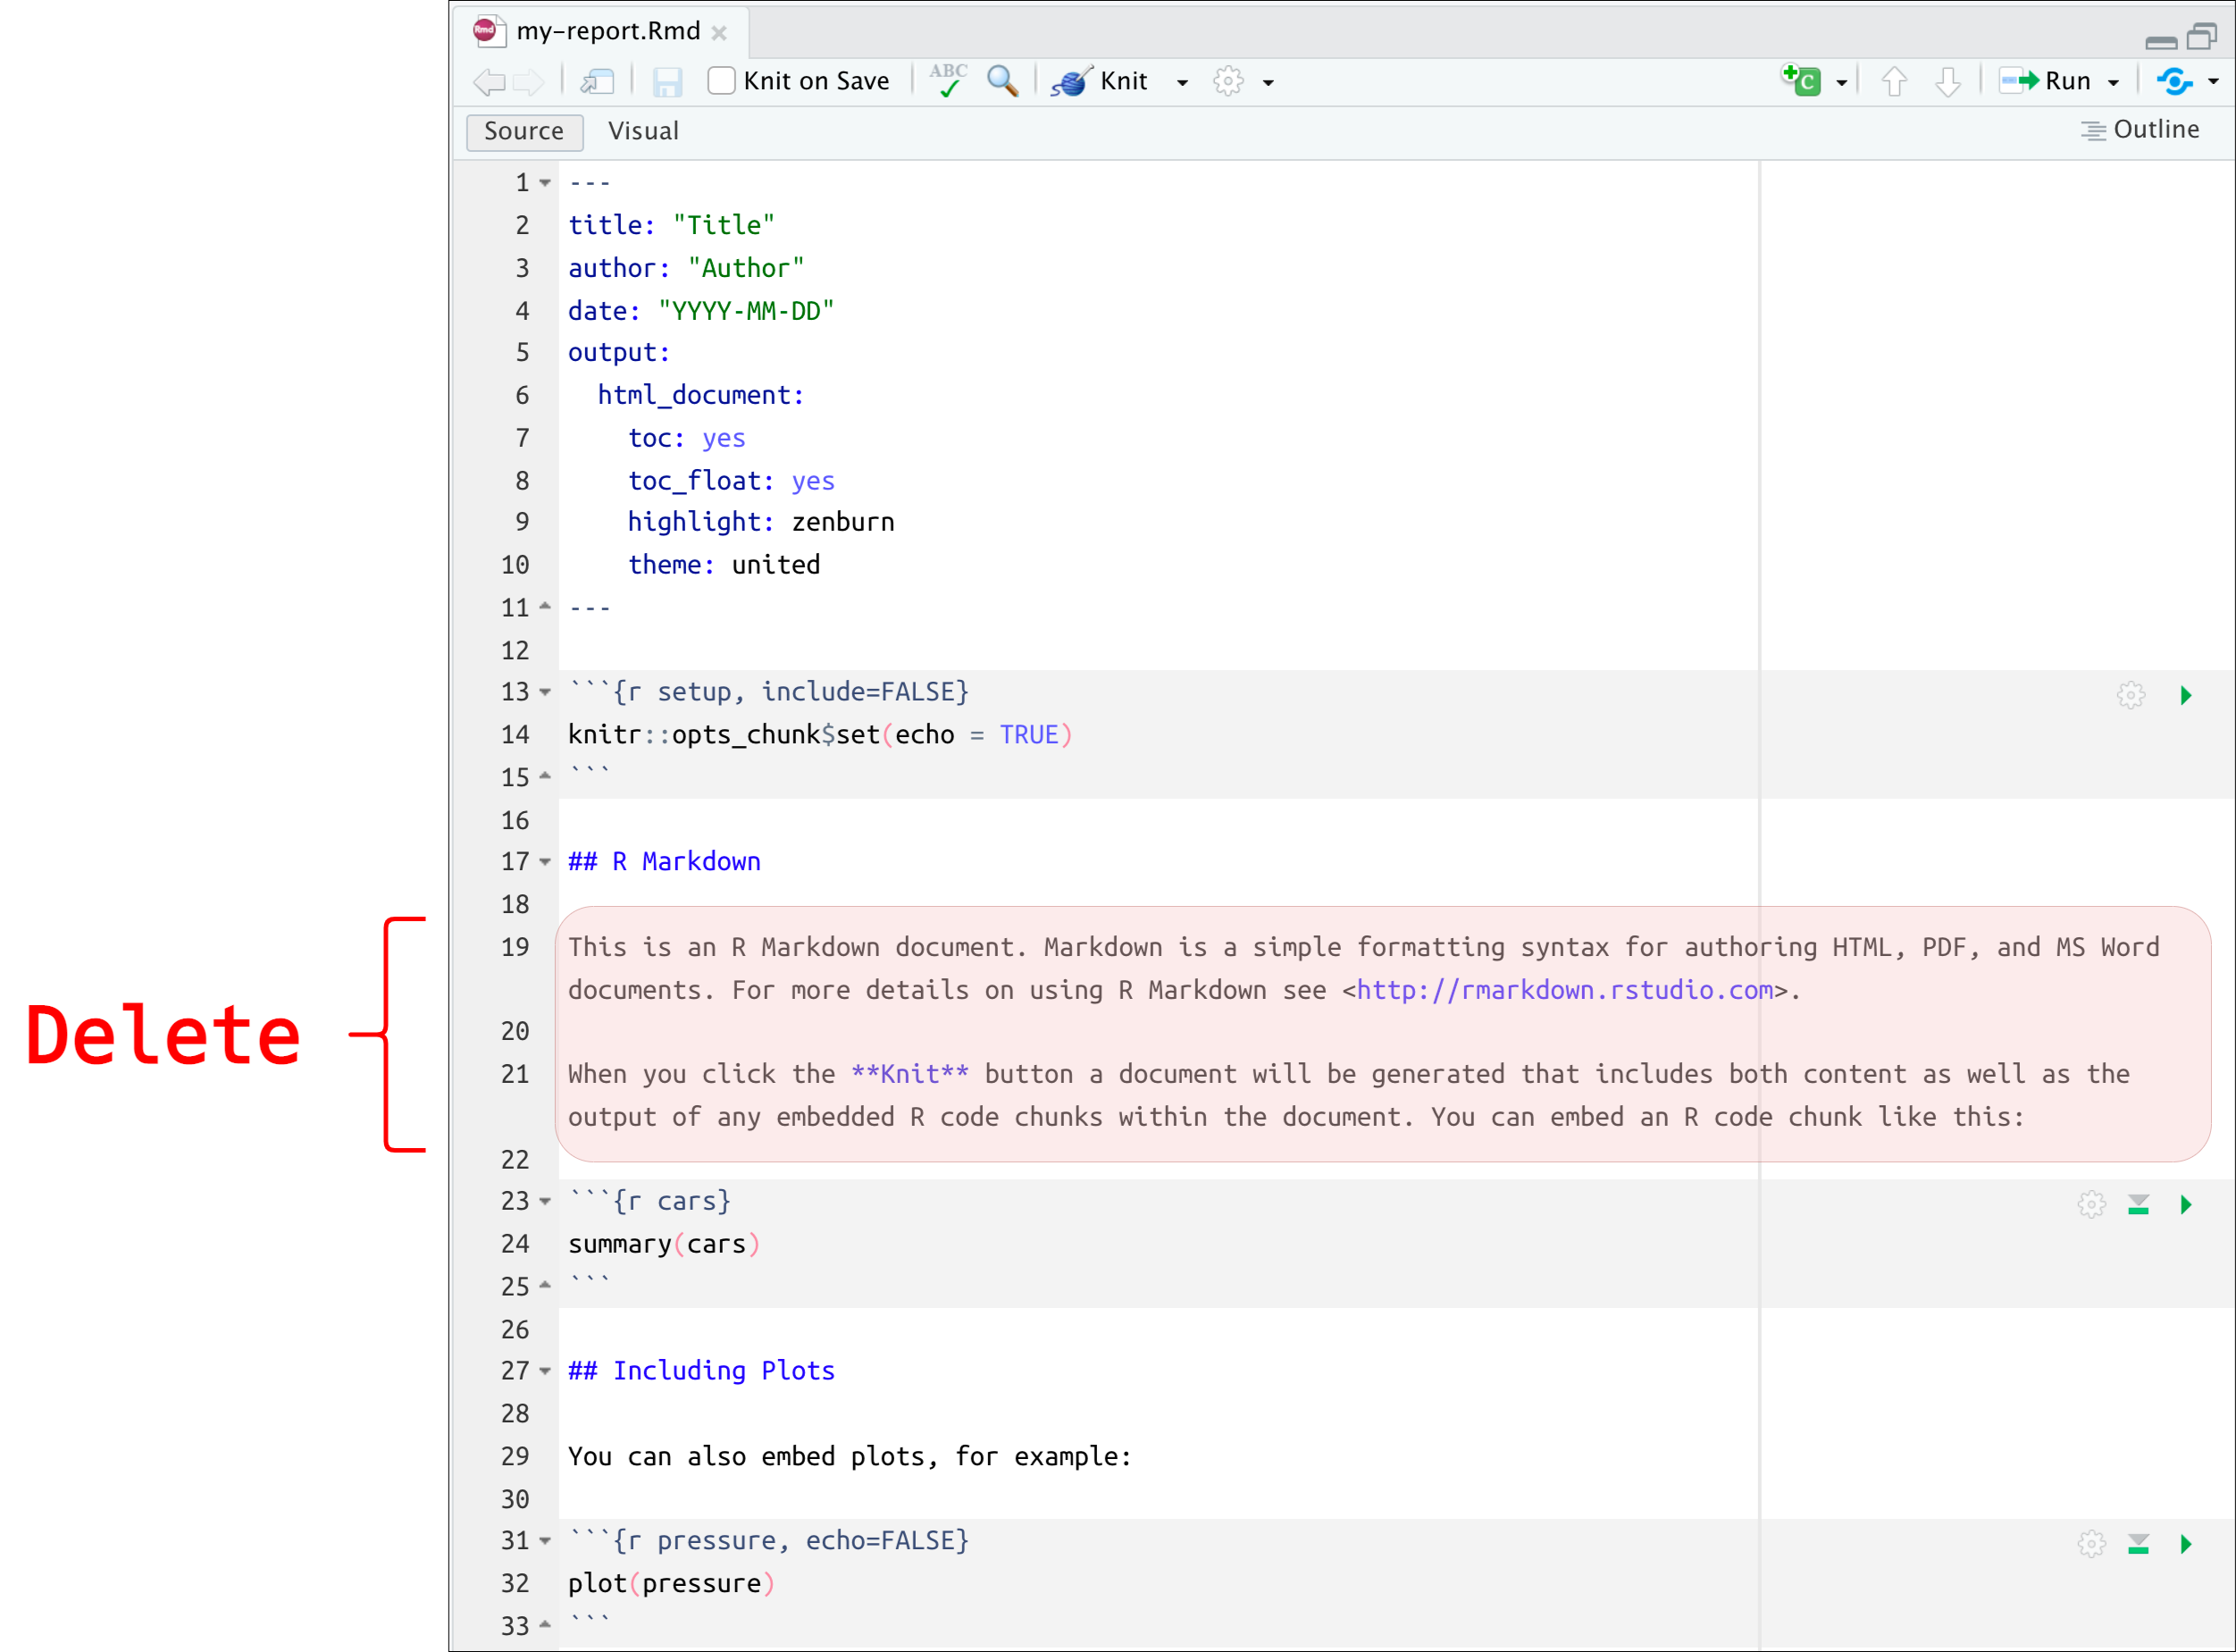 my-report.Rmd
Knit on Save ABC Knit C Run
Source Visual Outline
1 ---
2 title: "Title"
3 author: "Author"
4 date: "YYYY-MM-DD"
5 output:
6   html_document:
7     toc: yes
8     toc_float: yes
9     highlight: zenburn
10     theme: united
11 ---
12
13 ```{r setup, include=FALSE}
14 knitr::opts_chunk$set(echo = TRUE)
15 ```
16
17 ## R Markdown
18
19 This is an R Markdown document. Markdown is a simple formatting syntax for authoring HTML, PDF, and MS Word
documents. For more details on using R Markdown see <http://rmarkdown.rstudio.com>.
Delete
20
21 When you click the **Knit** button a document will be generated that includes both content as well as the
output of any embedded R code chunks within the document. You can embed an R code chunk like this:
22
23 ```{r cars}
24 summary(cars)
25 ```
26
27 ## Including Plots
28
29 You can also embed plots, for example:
30
31 ```{r pressure, echo=FALSE}
32 plot(pressure)
33 ```